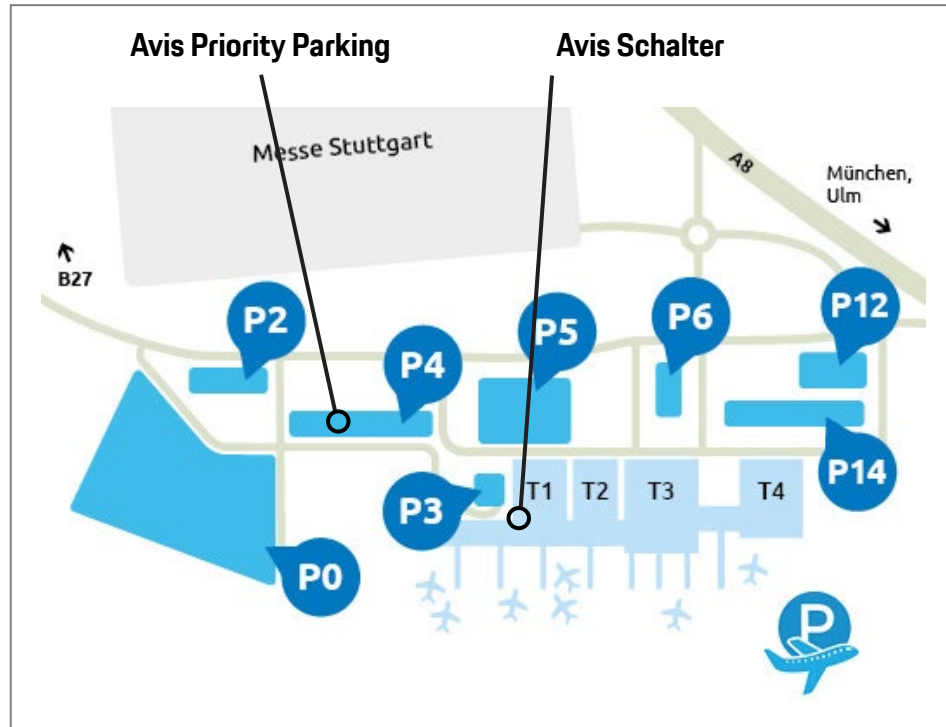 Avis Priority Parking
Avis Schalter
Messe Stuttgart
A8
München,
Ulm
B27
P2
P4
P5
P6
P12
P14
P3
T1
T2
T3
T4
P0
P